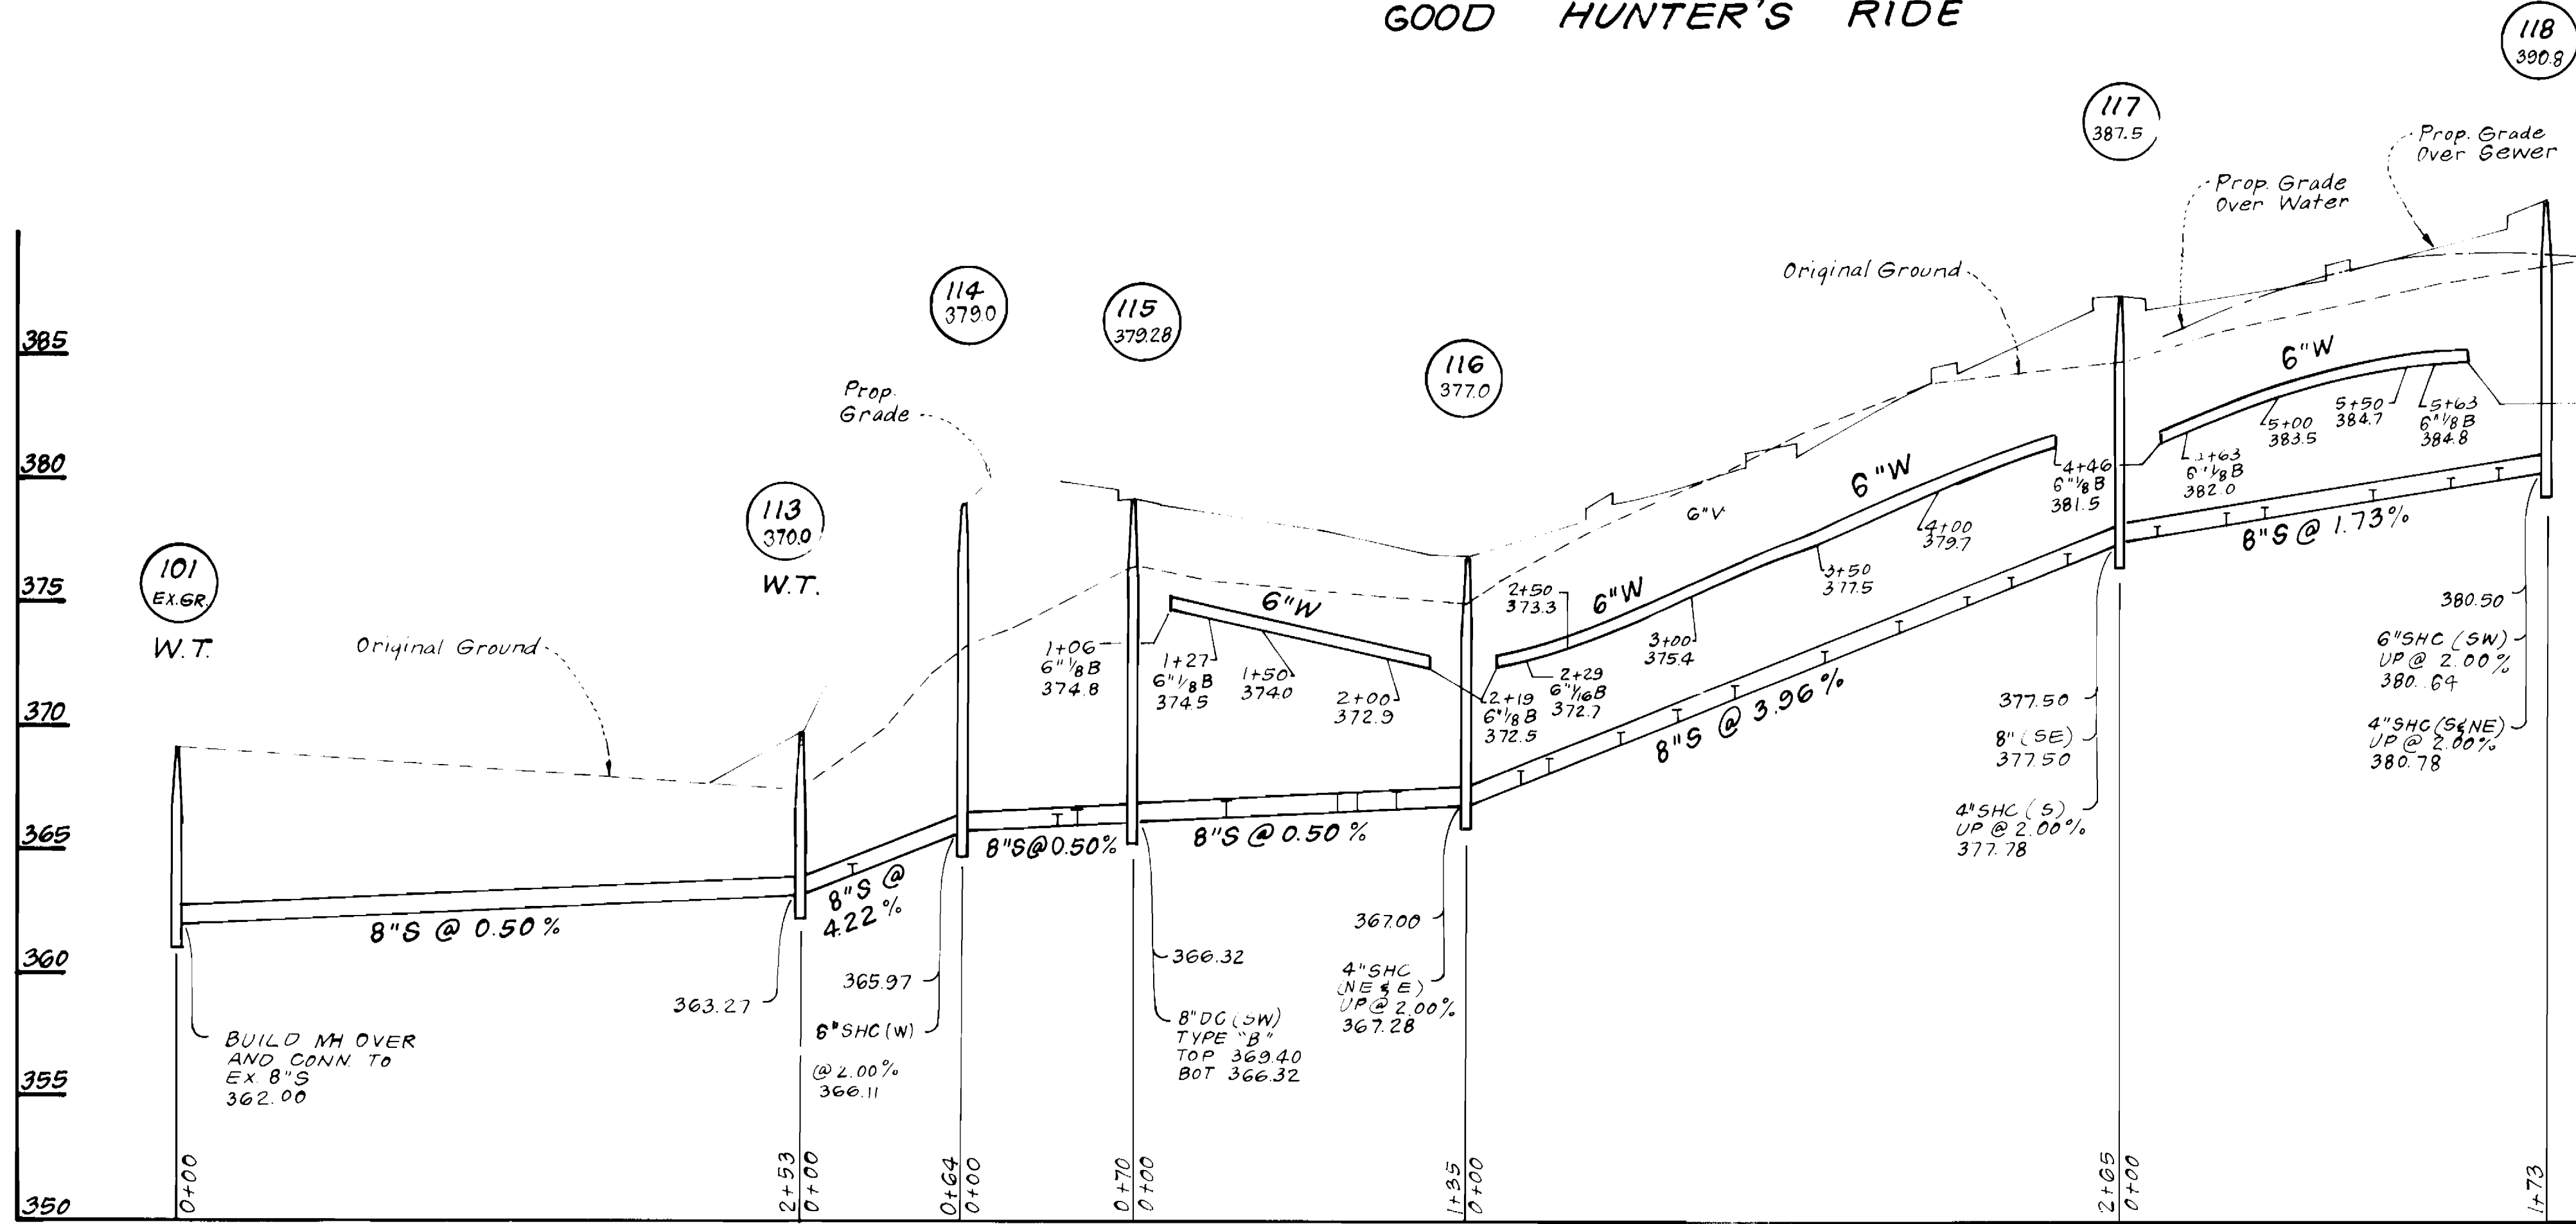 GOOD HUNTER'S RIDE
118
390.8
117
387.5
Prop. Grade
Over Sewer
Prop. Grade
Over Water
Original Ground
114
379.0
115
379.28
116
377.0
385
6"W
Prop.
Grade
5+00
383.5
5+50
384.7
5+63
6"1/8B
384.8
380
113
370.0
W.T.
6"W
4+46
6"1/8B
381.5
+63
6"1/8B
382.0
6"V
4+00
379.7
8"S @ 1.73%
101
EX.GR.
W.T.
375
6"W
2+50
373.3
6"W
3+50
377.5
380.50
Original Ground
1+06
6"1/8B
374.8
1+27
6"1/8B
374.5
1+50
374.0
2+00
372.9
2+19
6"1/8B
372.5
2+29
6"1/16B
372.7
3+00
375.4
6"SHC (SW)
UP @ 2.00%
380.64
370
8"S @ 3.96%
377.50
8" (SE)
377.50
4"SHC (S&NE)
UP @ 2.00%
380.78
365
8"S @ 0.50%
8"S @
4.22%
8"S@0.50%
8"S @ 0.50%
4"SHC (S)
UP @ 2.00%
377.78
360
363.27
365.97
366.32
367.00
6"SHC (W)
@ 2.00%
366.11
8"DC (SW)
TYPE "B"
TOP 369.40
BOT 366.32
4"SHC
(NE & E)
UP @ 2.00%
367.28
BUILD MH OVER
AND CONN. TO
EX. 8"S
362.00
355
350
0+00
2+53
0+00
0+64
0+00
0+70
0+00
1+35
0+00
2+65
0+00
1+73